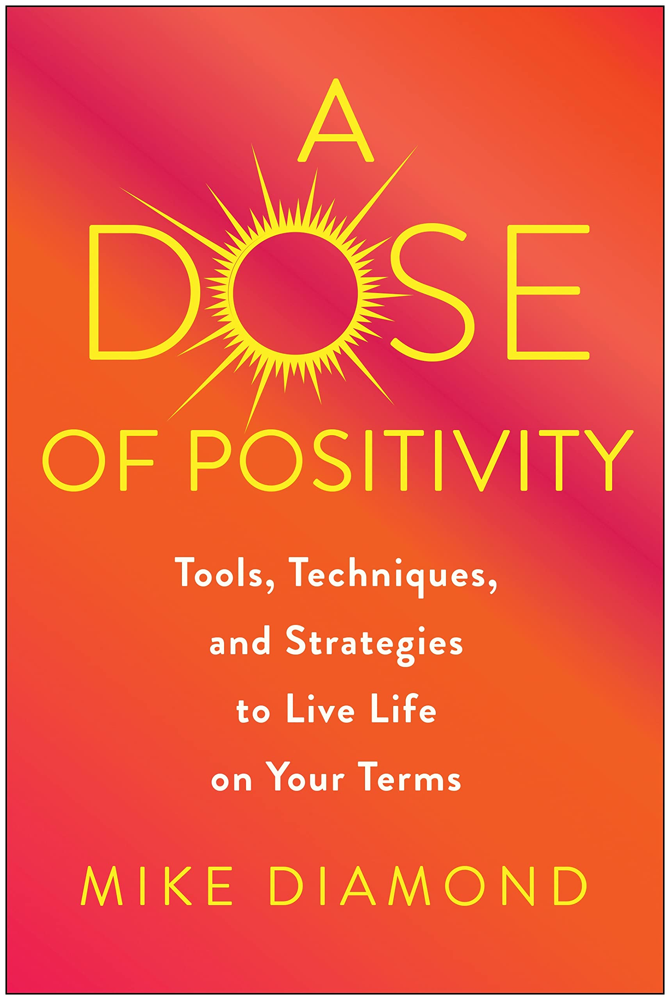 A
DOSE
OF POSITIVITY
Tools, Techniques,
and Strategies
to Live Life
on Your Terms
MIKE DIAMOND